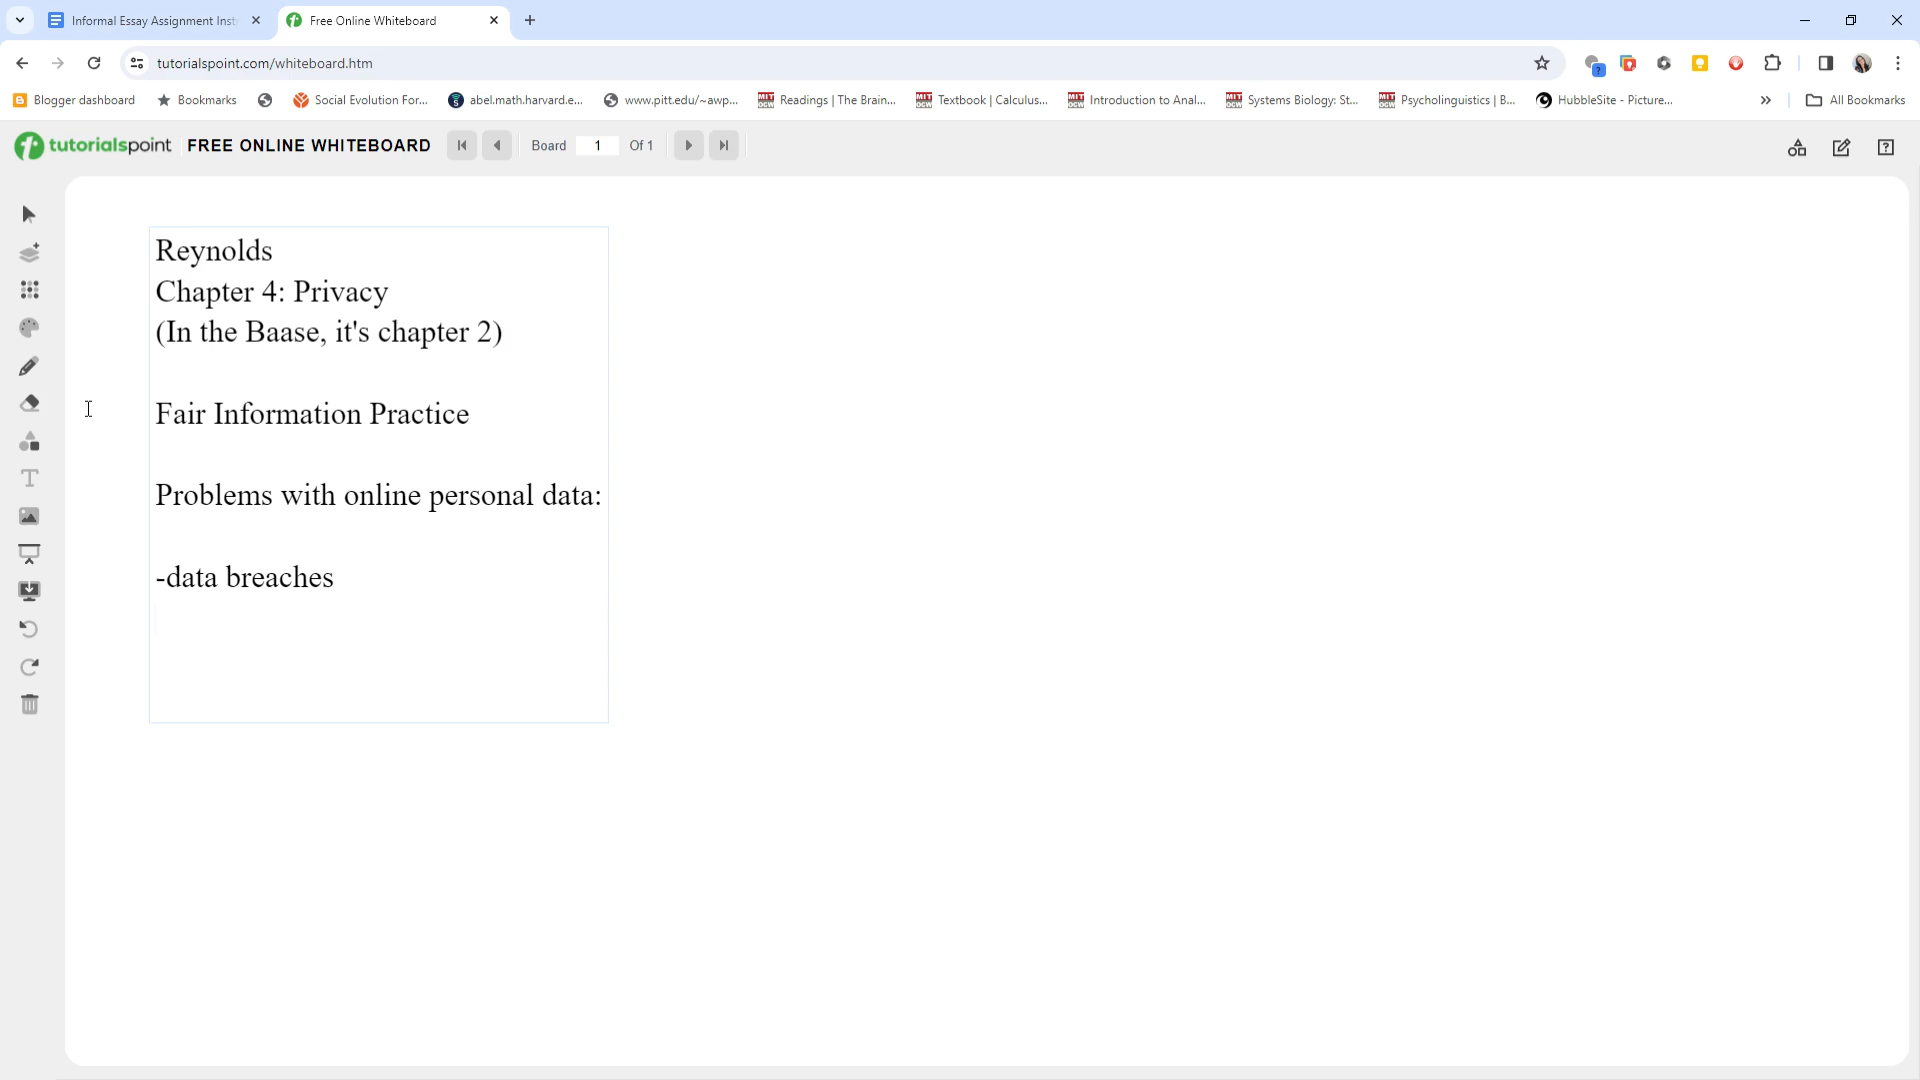 Informal Essay Assignment Inst
Free Online Whiteboard
tutorialspoint.com/whiteboard.htm
Blogger dashboard
Bookmarks
Social Evolution For...
abel.math.harvard.e...
www.pitt.edu/~awp...
Readings | The Brain...
Textbook | Calculus...
Introduction to Anal...
Systems Biology: St...
Psycholinguistics | B...
HubbleSite - Picture...
All Bookmarks
tutorialspoint FREE ONLINE WHITEBOARD Board 1 Of 1
Reynolds
Chapter 4: Privacy
(In the Baase, it's chapter 2)
Fair Information Practice
Problems with online personal data:
-data breaches